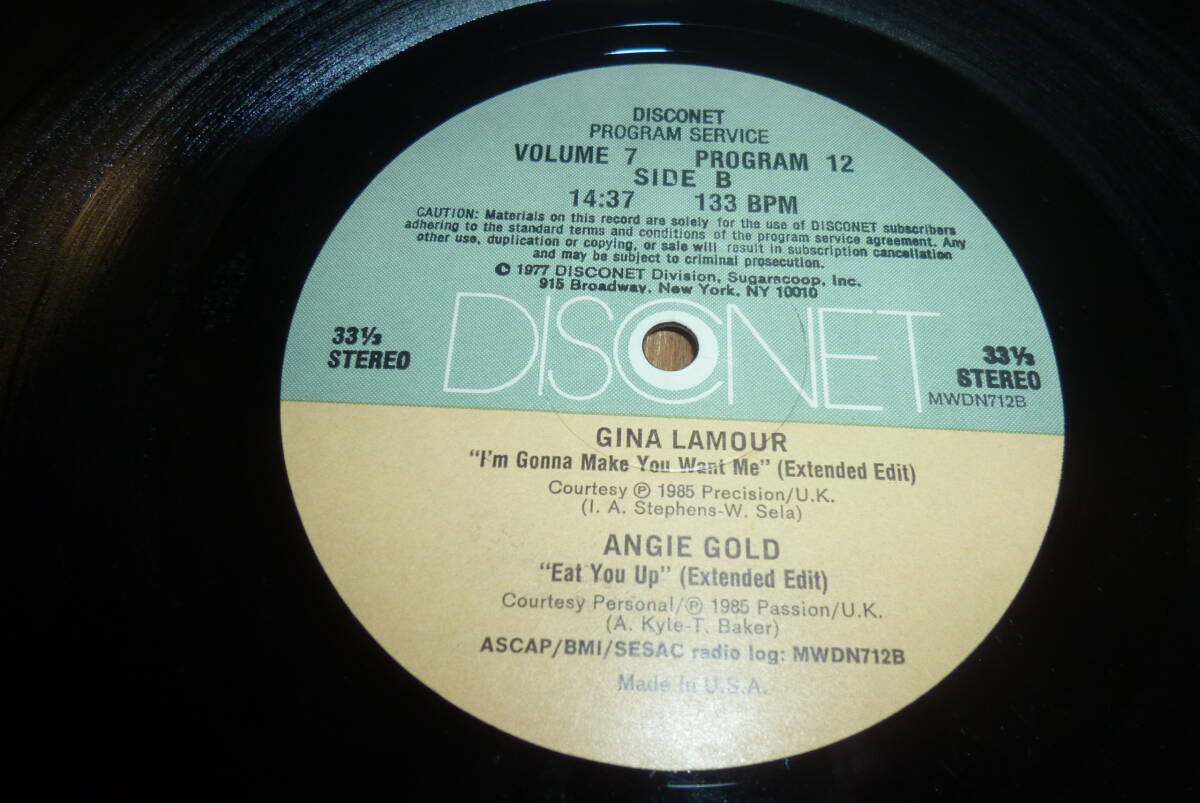 DISCONET
PROGRAM SERVICE
VOLUME 7 PROGRAM 12
SIDE B
14:37 133 BPM
CAUTION: Materials on this record are solely for the use of DISCONET subscribers
adhering to the standard terms and conditions of the program service agreement. Any
other use, duplication or copying, or sale will result in subscription cancellation
and may be subject to criminal prosecution.
© 1977 DISCONET Division, Sugarscoop, Inc.
915 Broadway, New York, NY 10010
DISCONET
33⅓
STEREO
33⅓
STEREO
MWDN712B
GINA LAMOUR
"I'm Gonna Make You Want Me" (Extended Edit)
Courtesy ℗ 1985 Precision/U.K.
(I. A. Stephens-W. Sela)
ANGIE GOLD
"Eat You Up" (Extended Edit)
Courtesy Personal/℗ 1985 Passion/U.K.
(A. Kyte-T. Baker)
ASCAP/BMI/SESAC radio log: MWDN712B
Made In U.S.A.